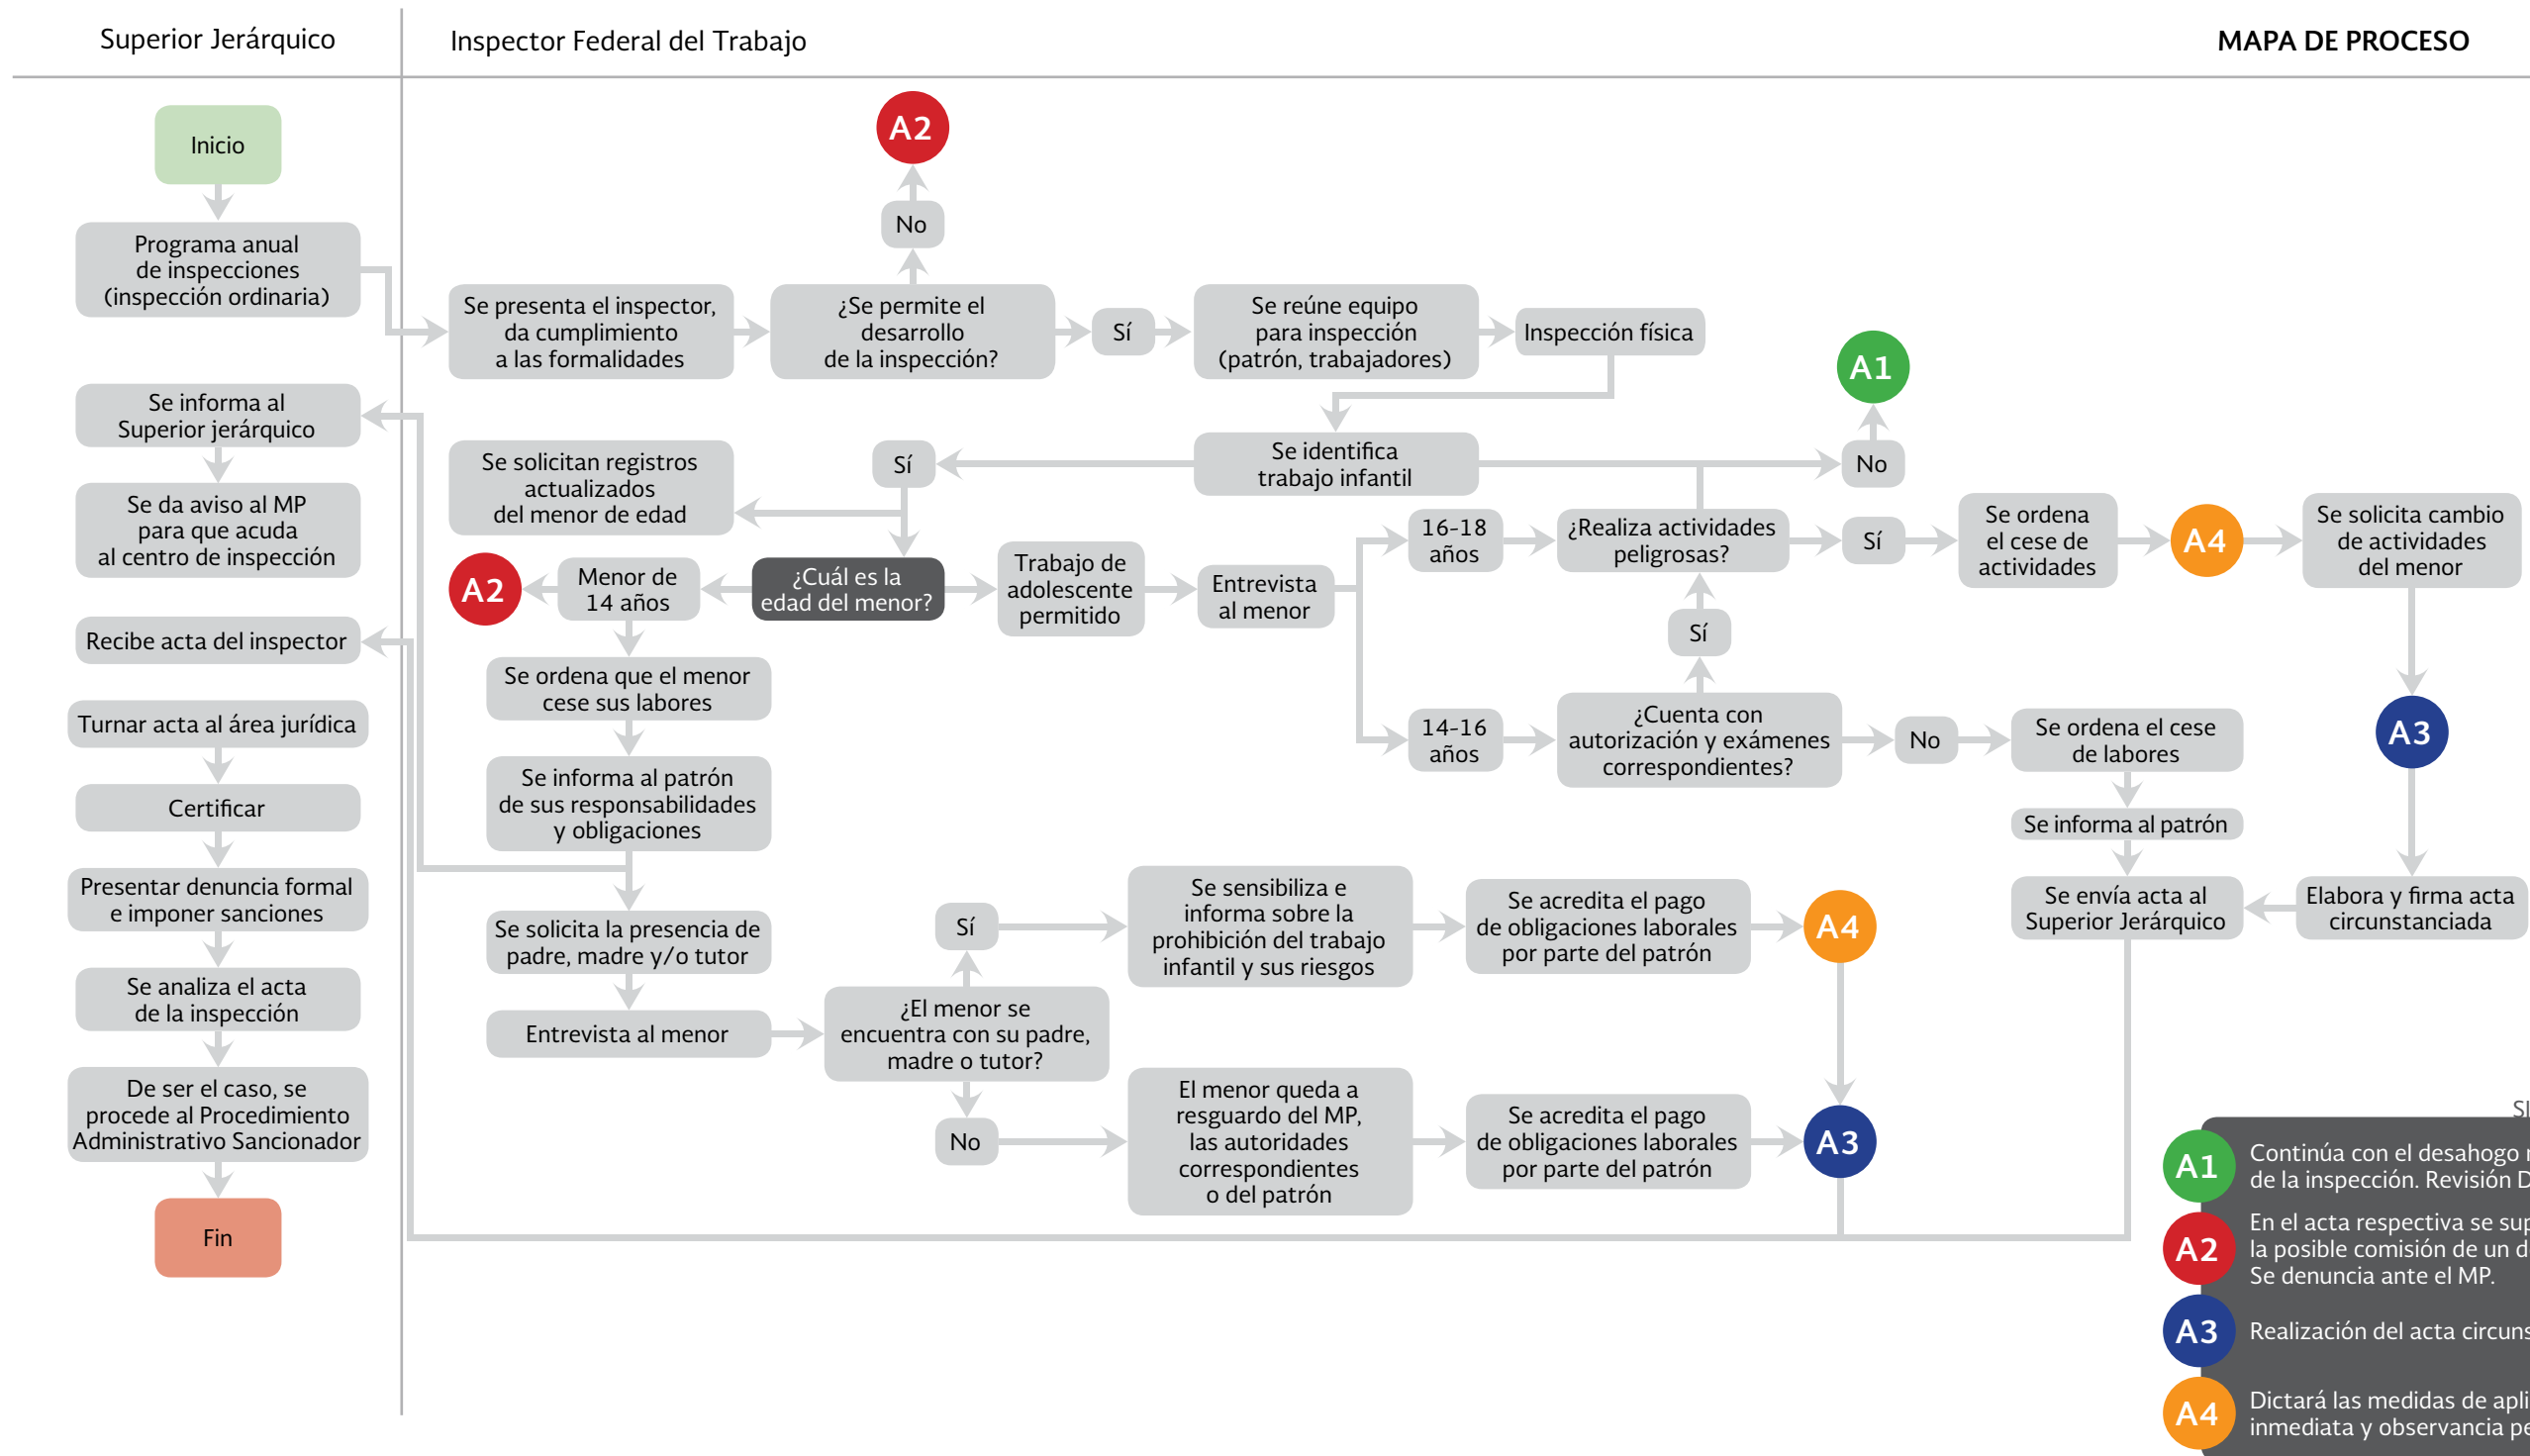 Superior Jerárquico
Inspector Federal del Trabajo
MAPA DE PROCESO
Inicio
Programa anual
de inspecciones
(inspección ordinaria)
Se informa al
Superior jerárquico
Se da aviso al MP
para que acuda
al centro de inspección
Recibe acta del inspector
Turnar acta al área jurídica
Certificar
Presentar denuncia formal
e imponer sanciones
Se analiza el acta
de la inspección
De ser el caso, se
procede al Procedimiento
Administrativo Sancionador
Fin
A2
No
Se presenta el inspector,
da cumplimiento
a las formalidades
¿Se permite el
desarrollo
de la inspección?
Sí
Se reúne equipo
para inspección
(patrón, trabajadores)
Inspección física
A1
No
Se identifica
trabajo infantil
Sí
Se solicitan registros
actualizados
del menor de edad
A2
Menor de
14 años
¿Cuál es la
edad del menor?
Trabajo de
adolescente
permitido
Entrevista
al menor
16-18
años
¿Realiza actividades
peligrosas?
Sí
Se ordena
el cese de
actividades
A4
Se solicita cambio
de actividades
del menor
Sí
14-16
años
¿Cuenta con
autorización y exámenes
correspondientes?
No
Se ordena el cese
de labores
A3
Se informa al patrón
Se envía acta al
Superior Jerárquico
Elabora y firma acta
circunstanciada
Se ordena que el menor
cese sus labores
Se informa al patrón
de sus responsabilidades
y obligaciones
Se solicita la presencia de
padre, madre y/o tutor
Entrevista al menor
¿El menor se
encuentra con su padre,
madre o tutor?
Sí
Se sensibiliza e
informa sobre la
prohibición del trabajo
infantil y sus riesgos
Se acredita el pago
de obligaciones laborales
por parte del patrón
A4
No
El menor queda a
resguardo del MP,
las autoridades
correspondientes
o del patrón
Se acredita el pago
de obligaciones laborales
por parte del patrón
A3
A1
Continúa con el desahogo
de la inspección. Revisión
A2
En el acta respectiva se
la posible comisión de un
Se denuncia ante el MP.
A3
Realización del acta
A4
Dictará las medidas de
inmediata y observancia